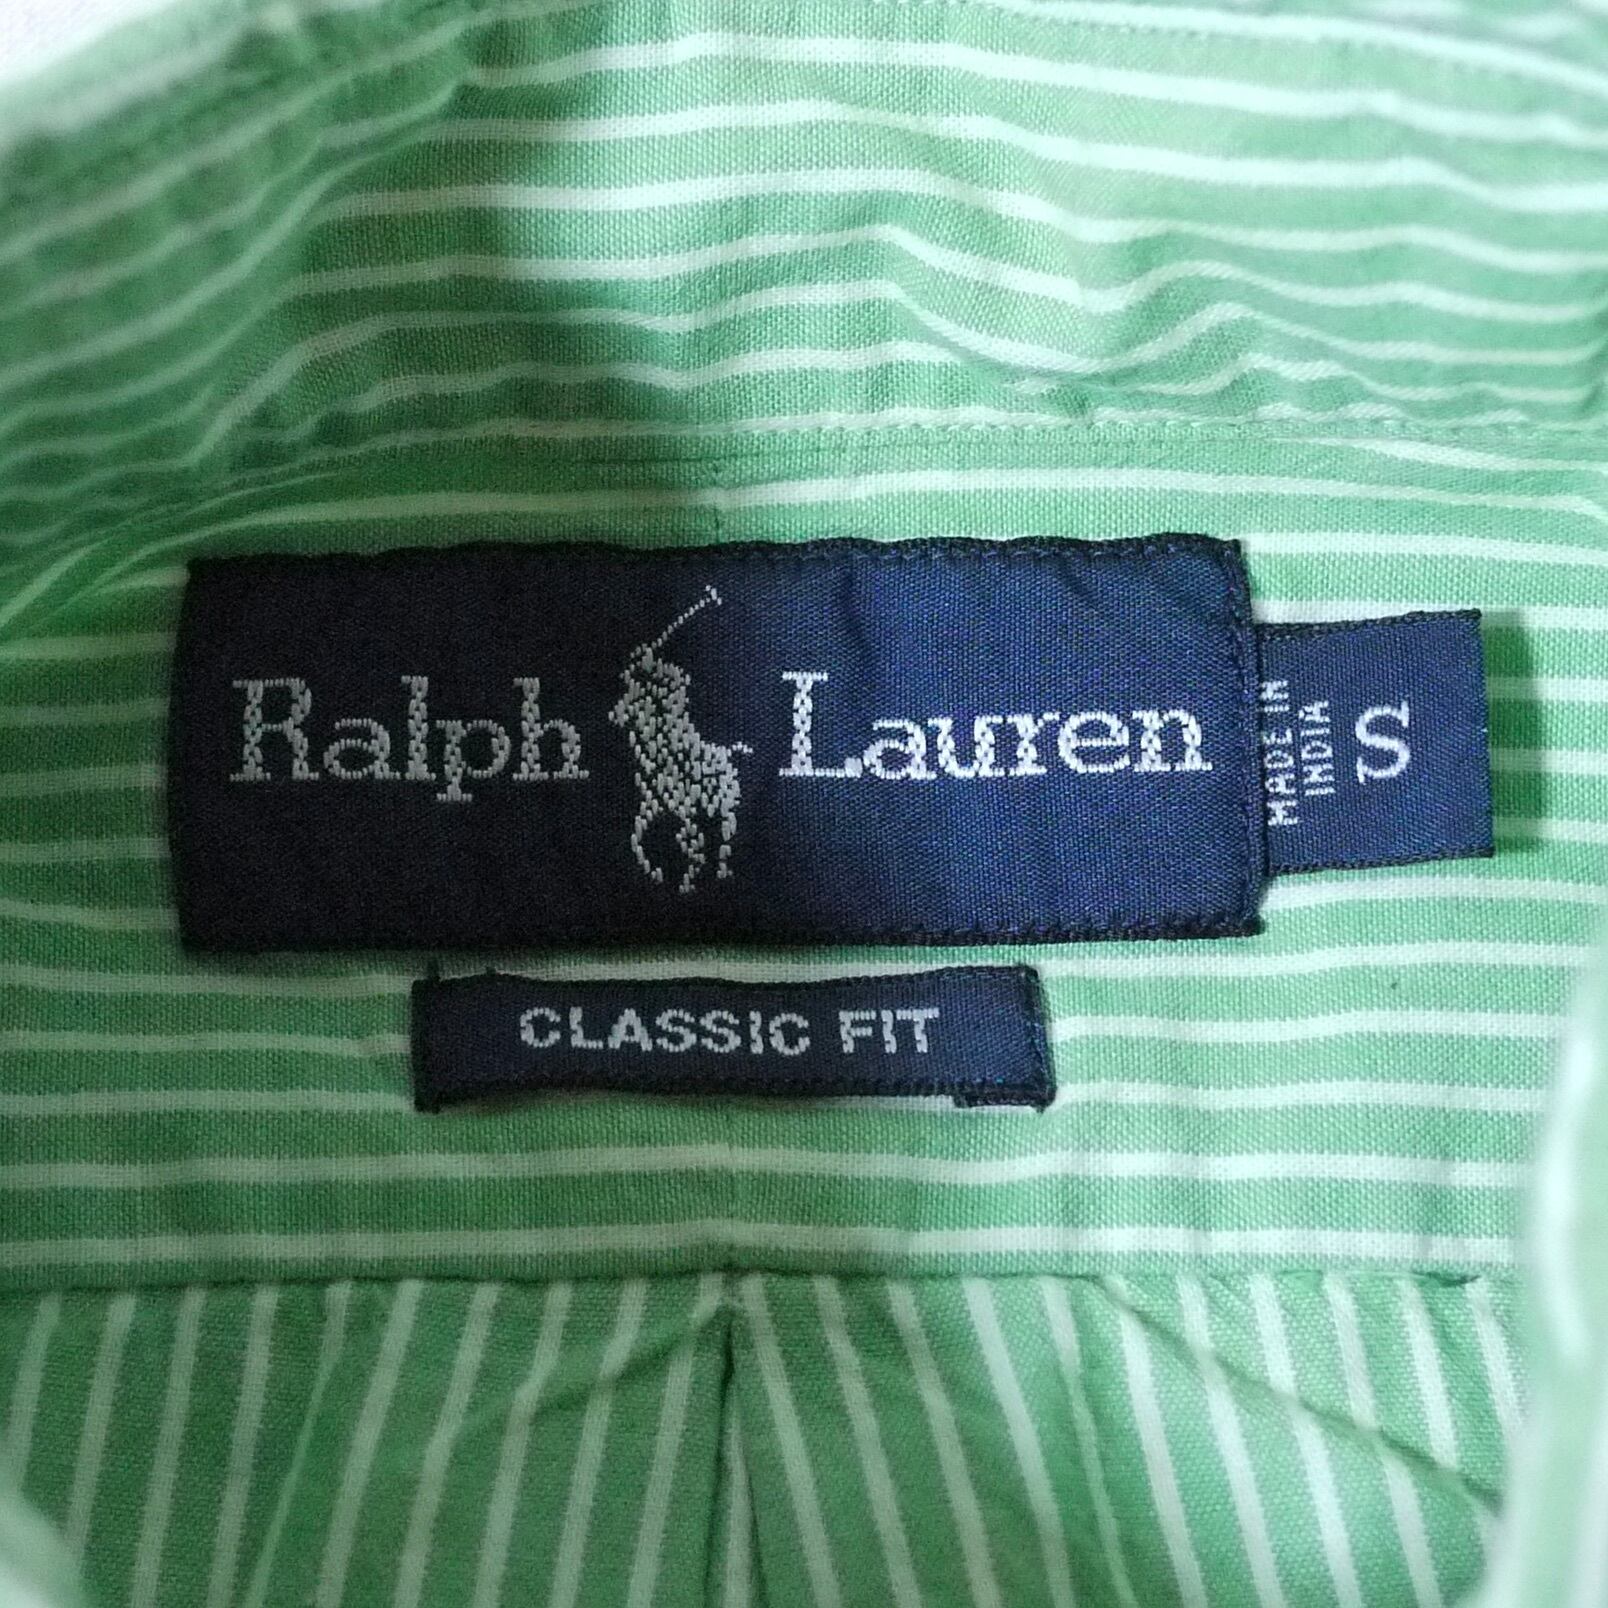 Ralph Lauren
MADE IN
INDIA
S
CLASSIC FIT